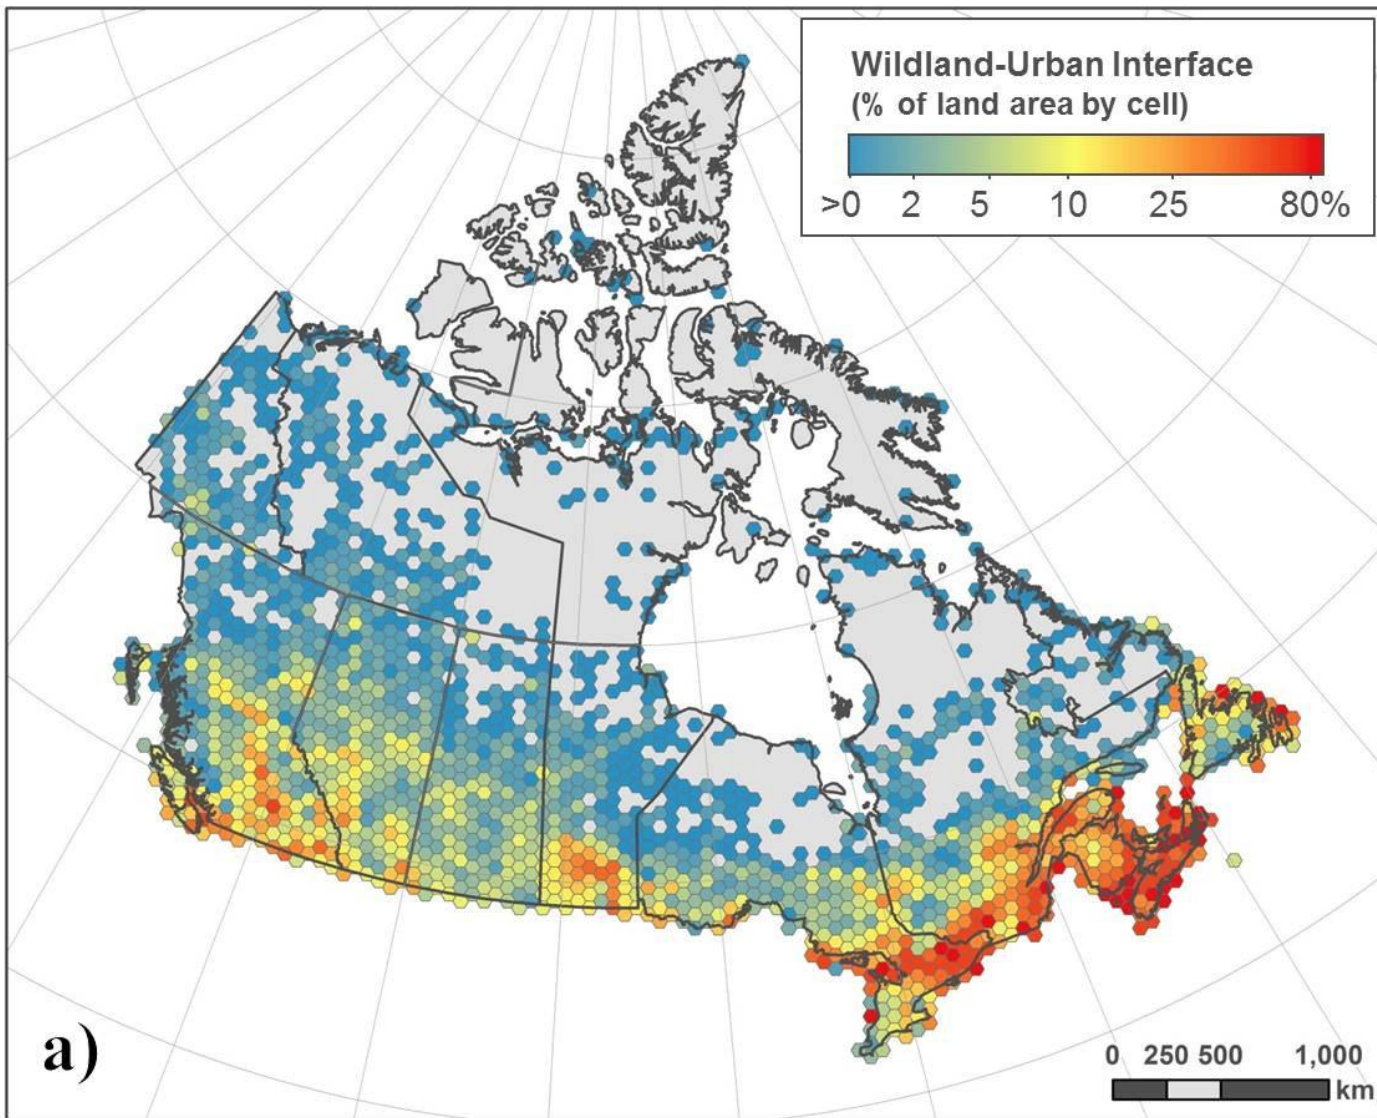 Wildland-Urban Interface
(% of land area by cell)
>0 2 5 10 25 80%
a)
0 250 500 1,000
km